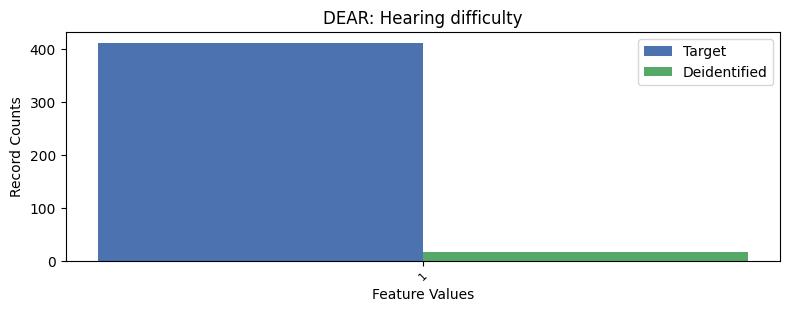 DEAR: Hearing difficulty
Target
Deidentified
Record Counts
400
300
200
100
0
1
Feature Values